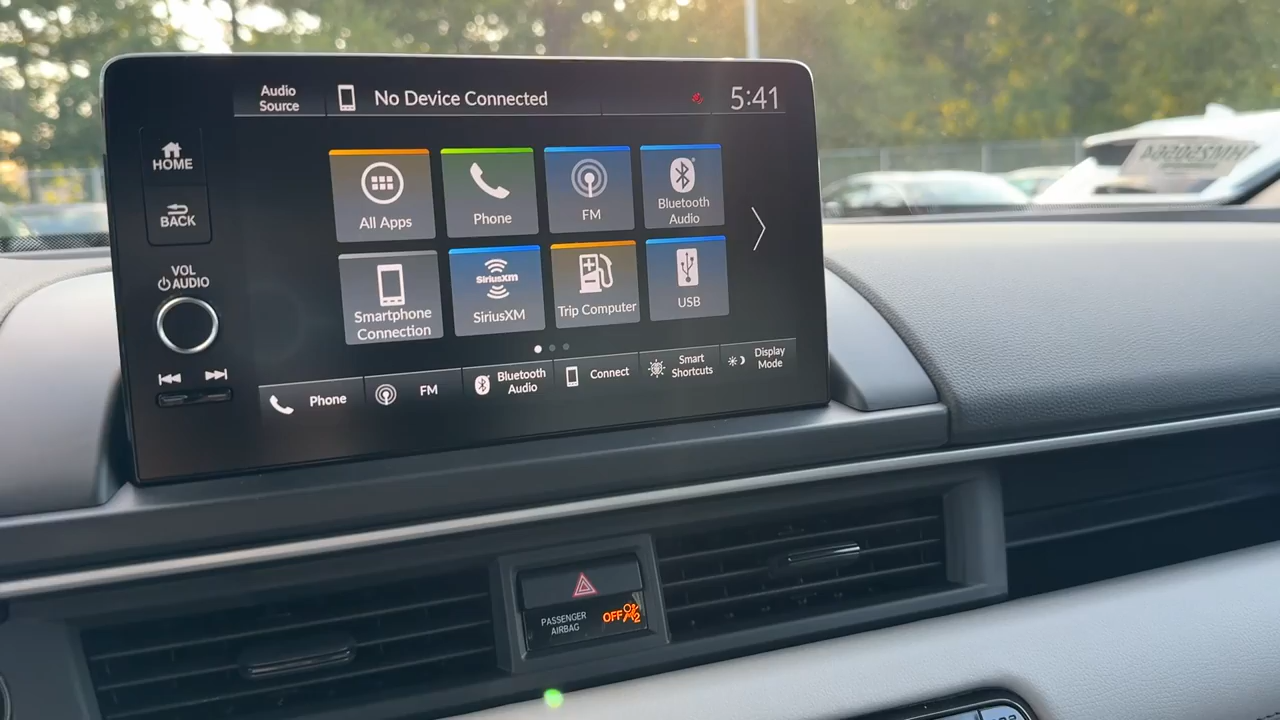 Audio
Source
No Device Connected
5:41
HOME
BACK
VOL
AUDIO
All Apps
Phone
FM
Bluetooth
Audio
Smartphone
Connection
SiriusXM
SiriusXM
Trip Computer
USB
Phone
FM
Bluetooth
Audio
Connect
Smart
Shortcuts
Display
Mode
PASSENGER
AIRBAG
OFF
2